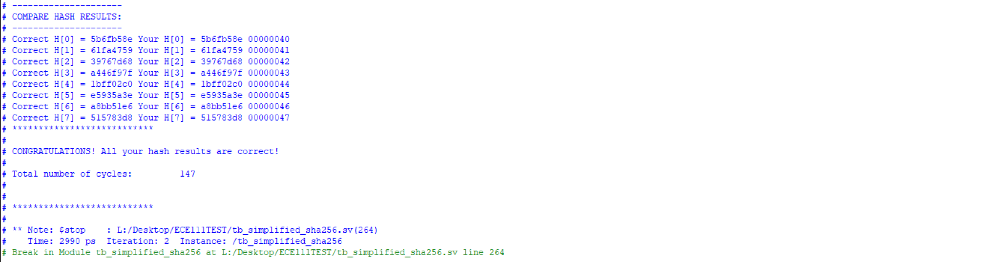 # ---------------------
# COMPARE HASH RESULTS:
# ---------------------
# Correct H[0] = 5b6fb58e Your H[0] = 5b6fb58e 00000040
# Correct H[1] = 61fa4759 Your H[1] = 61fa4759 00000041
# Correct H[2] = 39767d68 Your H[2] = 39767d68 00000042
# Correct H[3] = a446f97f Your H[3] = a446f97f 00000043
# Correct H[4] = 1bff02c0 Your H[4] = 1bff02c0 00000044
# Correct H[5] = e5935a3e Your H[5] = e5935a3e 00000045
# Correct H[6] = a8bb51e6 Your H[6] = a8bb51e6 00000046
# Correct H[7] = 515783d8 Your H[7] = 515783d8 00000047
# ***************************
#
# CONGRATULATIONS! All your hash results are correct!
#
# Total number of cycles:         147
#
#
# ***************************
#
# ** Note: $stop    : L:/Desktop/ECE111TEST/tb_simplified_sha256.sv(264)
#    Time: 2990 ps  Iteration: 2  Instance: /tb_simplified_sha256
# Break in Module tb_simplified_sha256 at L:/Desktop/ECE111TEST/tb_simplified_sha256.sv line 264